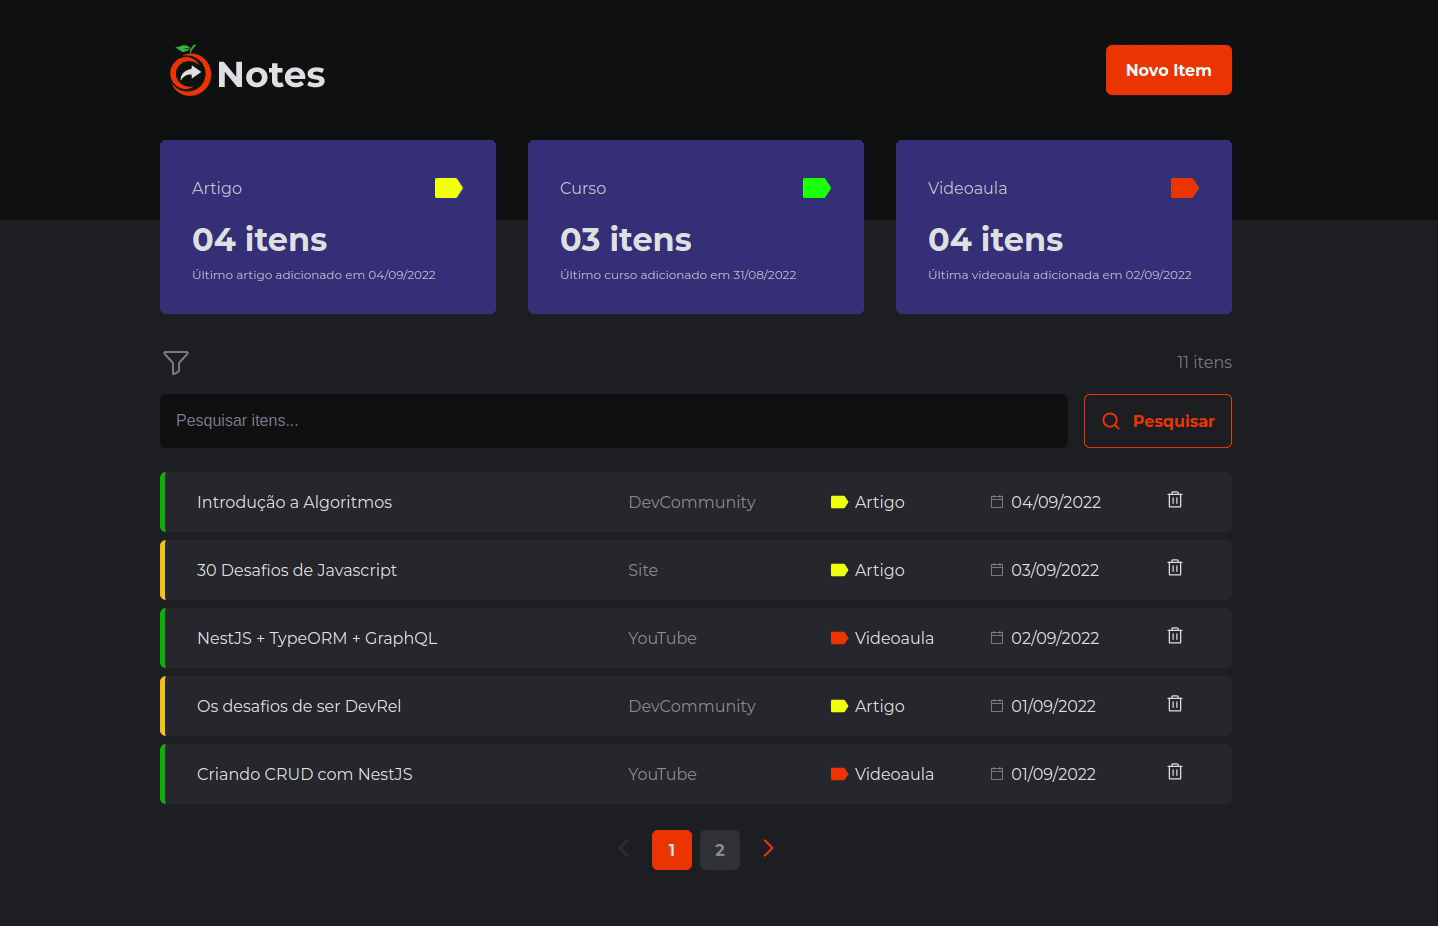 Notes
Novo Item
Artigo
04 itens
Último artigo adicionado em 04/09/2022
Curso
03 itens
Último curso adicionado em 31/08/2022
Videoaula
04 itens
Última videoaula adicionada em 02/09/2022
11 itens
Pesquisar itens...
Pesquisar
Introdução a Algoritmos DevCommunity Artigo 04/09/2022
30 Desafios de Javascript Site Artigo 03/09/2022
NestJS + TypeORM + GraphQL YouTube Videoaula 02/09/2022
Os desafios de ser DevRel DevCommunity Artigo 01/09/2022
Criando CRUD com NestJS YouTube Videoaula 01/09/2022
1 2